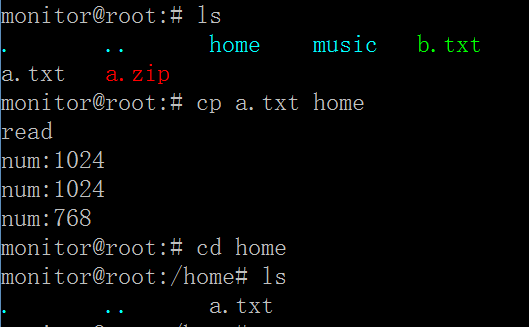 monitor@root:# ls
. .. home music b.txt
a.txt a.zip
monitor@root:# cp a.txt home
read
num:1024
num:1024
num:768
monitor@root:# cd home
monitor@root:/home# ls
. .. a.txt